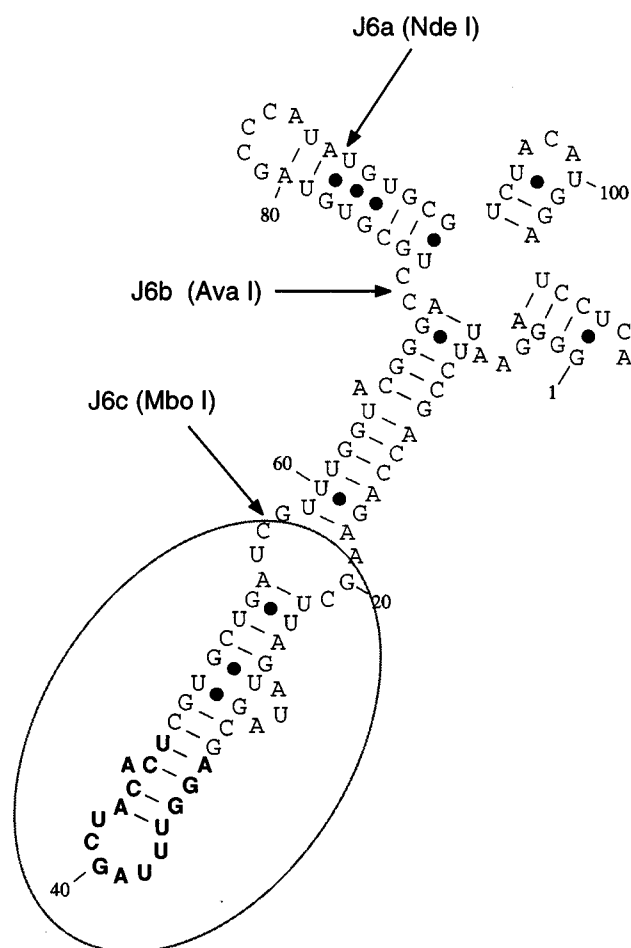 J6a (Nde I)
C C C A U A U G U G C G
G A U G U G C G C U
80
U C U A C A U G G A
100
J6b (Ava I)
C G G G C A U G G U U U G
A U U C C G A C C A G A A G C
U C C U C A
A G G G G A A
1
J6c (Mbo I)
60
20
C U A G U C G U G C
U U A G A U A U G C G
U C A C A U C G A U U U G G A
40